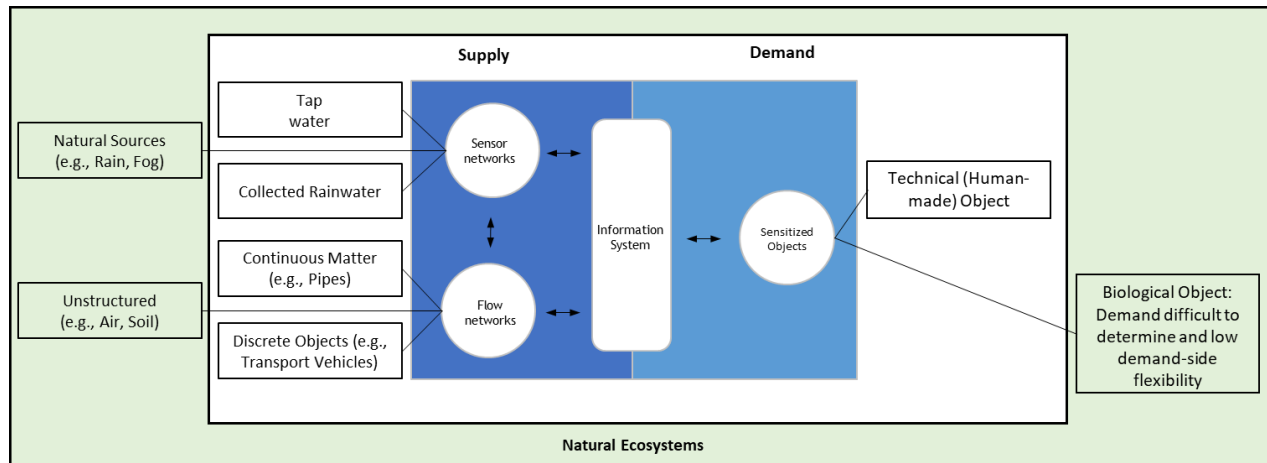 Supply
Demand
Tap
water
Natural Sources
(e.g., Rain, Fog)
Collected Rainwater
Sensor
networks
Continuous Matter
(e.g., Pipes)
Unstructured
(e.g., Air, Soil)
Discrete Objects (e.g.,
Transport Vehicles)
Flow
networks
Information
System
Sensitized
Objects
Technical (Human-
made) Object
Biological Object:
Demand difficult to
determine and low
demand-side
flexibility
Natural Ecosystems